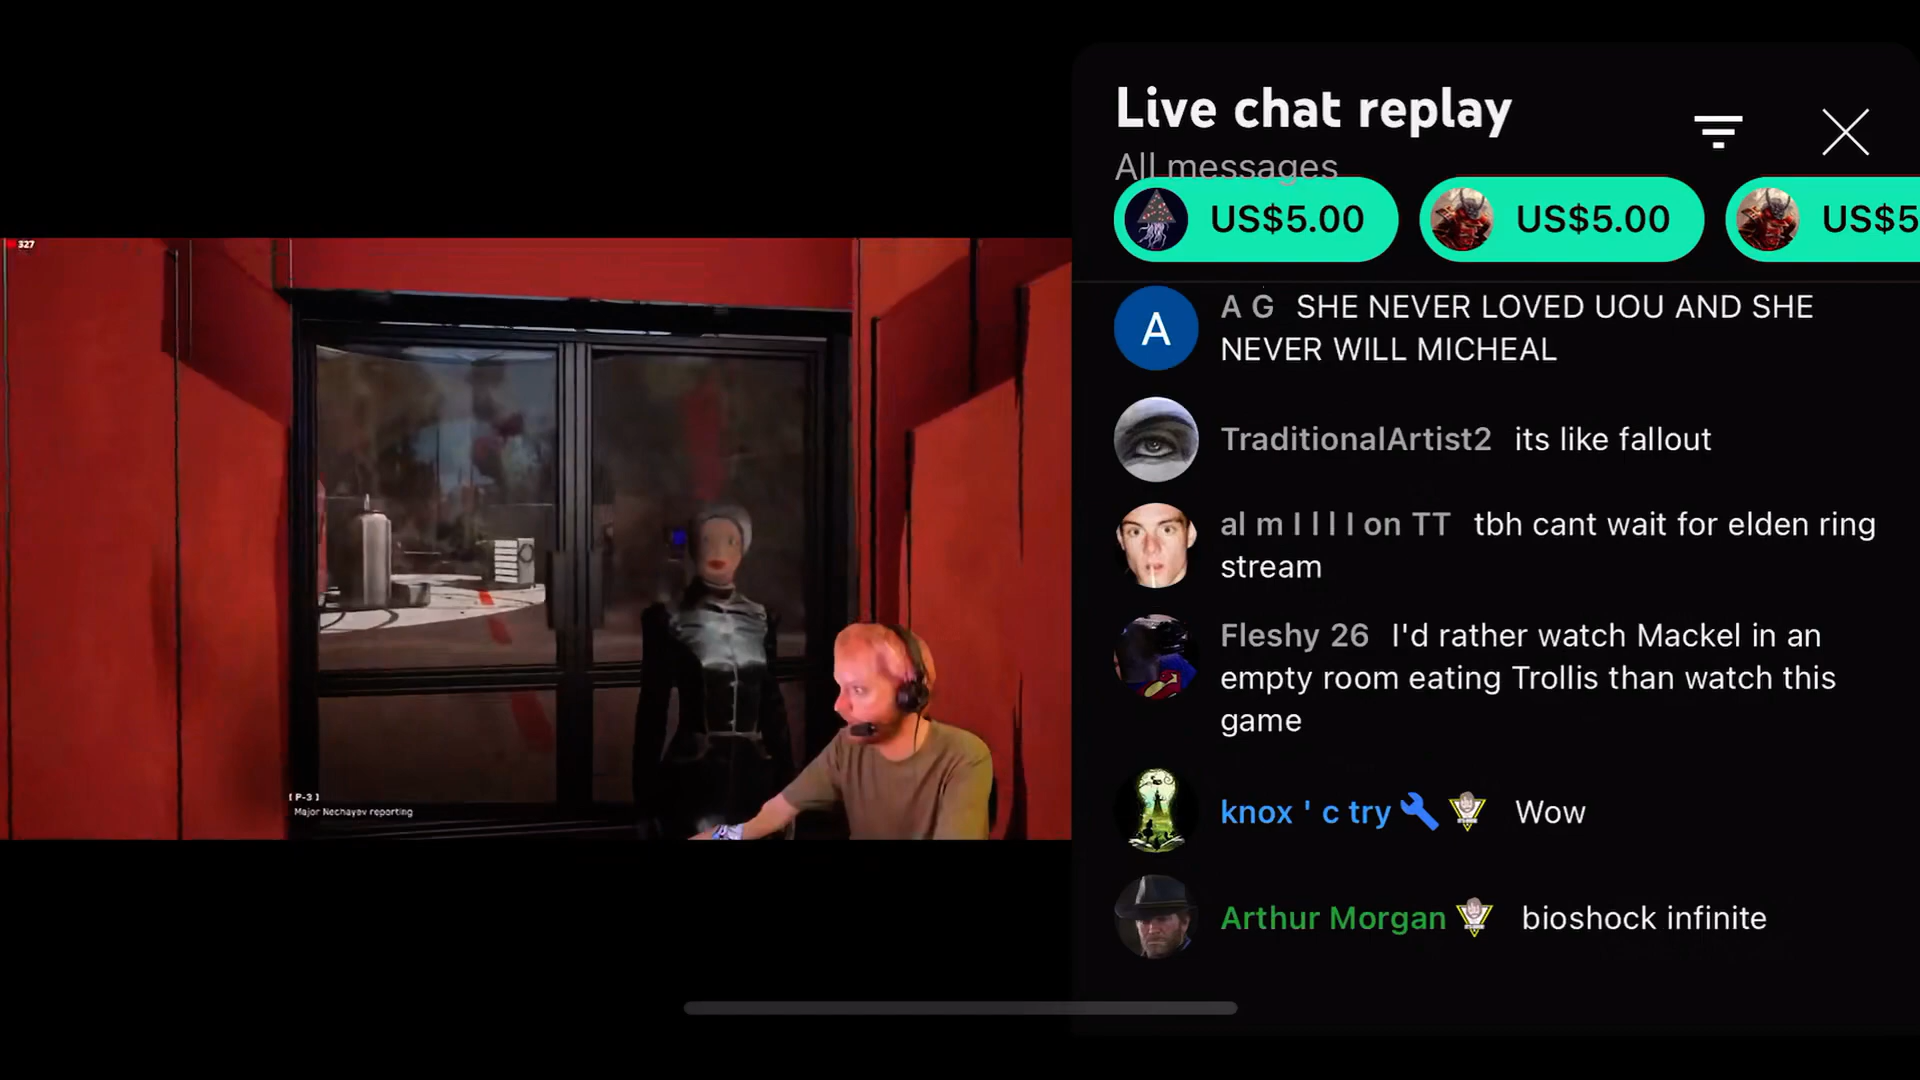 327
[ P-3 ]
Major Nechayev reporting
Live chat replay
All messages
US$5.00
US$5.00
US$5
A
A G SHE NEVER LOVED UOU AND SHE
NEVER WILL MICHEAL
TraditionalArtist2 its like fallout
al m I l l I on TT tbh cant wait for elden ring
stream
Fleshy 26 I'd rather watch Mackel in an
empty room eating Trollis than watch this
game
knox ' c try Wow
Arthur Morgan bioshock infinite